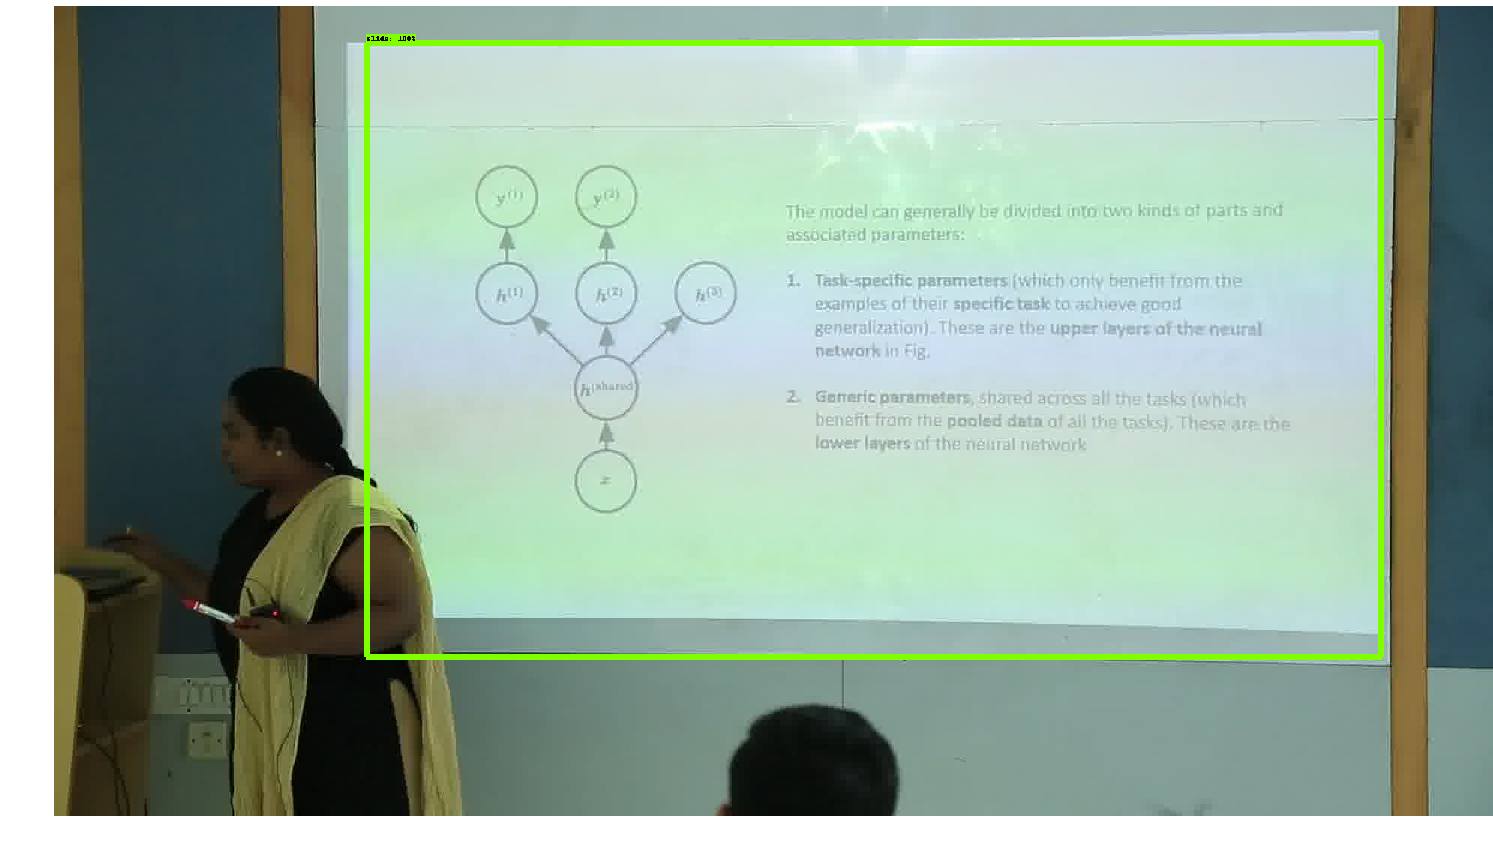 slide: 100%
y(1) y(2)
h(1) h(2) h(3)
h(shared)
x
The model can generally be divided into two kinds of parts and
associated parameters:
1. Task-specific parameters (which only benefit from the
examples of their specific task to achieve good
generalization). These are the upper layers of the neural
network in Fig.
2. Generic parameters, shared across all the tasks (which
benefit from the pooled data of all the tasks). These are the
lower layers of the neural network